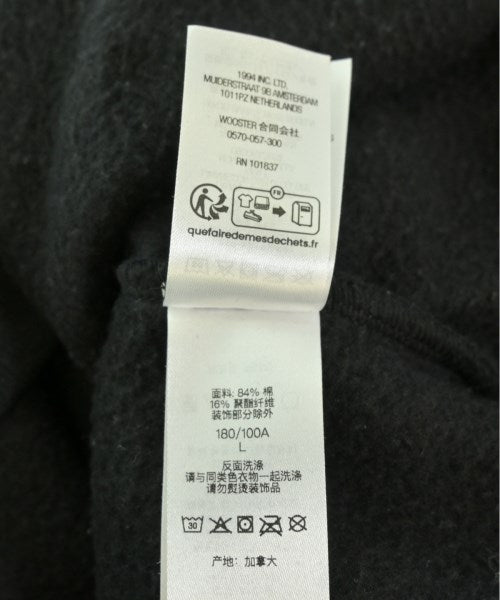 1994 INC. LTD.
MUIDERSTRAAT 9B AMSTERDAM
1011PZ NETHERLANDS
WOOSTER 合同会社
0570-057-300
RN 101837
FR
quefairedemesdechets.fr
面料: 84% 棉
16% 聚酯纤维
装饰部分除外
180/100A
L
反面洗涤
请与同类色衣物一起洗涤
请勿熨烫装饰品
30
产地: 加拿大